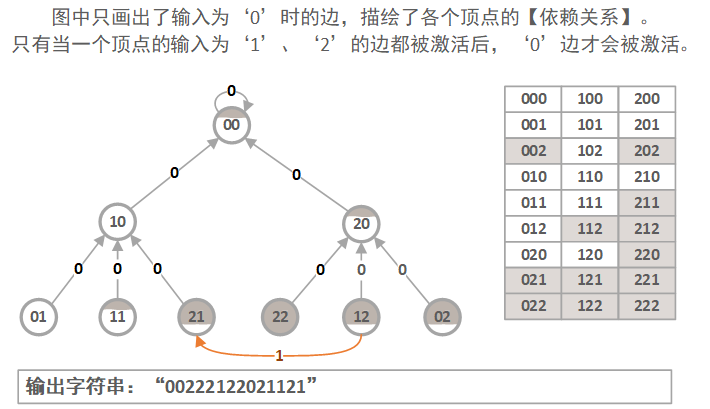 图中只画出了输入为‘0’时的边，描绘了各个顶点的【依赖关系】。
只有当一个顶点的输入为‘1’、‘2’的边都被激活后，‘0’边才会被激活。
0
00
0 0
10 20
0 0 0 0 0 0
01 11 21 22 12 02
1
000 100 200
001 101 201
002 102 202
010 110 210
011 111 211
012 112 212
020 120 220
021 121 221
022 122 222
输出字符串：“00222122021121”